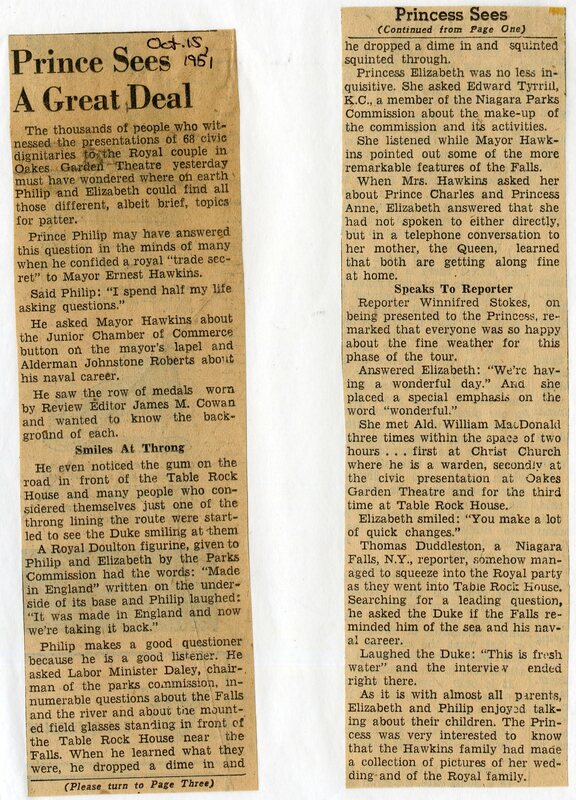 Oct. 15,
1951
Prince Sees
A Great Deal
The thousands of people who wit-
nessed the presentations of 68 civic
dignitaries to the Royal couple in
Oakes Garden Theatre yesterday
must have wondered where on earth
Philip and Elizabeth could find all
those different, albeit brief, topics
for patter.
Prince Philip may have answered
this question in the minds of many
when he confided a royal "trade sec-
ret" to Mayor Ernest Hawkins.
Said Philip: "I spend half my life
asking questions."
He asked Mayor Hawkins about
the Junior Chamber of Commerce
button on the mayor's lapel and
Alderman Johnstone Roberts about
his naval career.
He saw the row of medals worn
by Review Editor James M. Cowan
and wanted to know the back-
ground of each.
Smiles At Throng
He even noticed the gum on the
road in front of the Table Rock
House and many people who con-
sidered themselves just one of the
throng lining the route were start-
led to see the Duke smiling at them
A Royal Doulton figurine, given to
Philip and Elizabeth by the Parks
Commission had the words: "Made
in England" written on the under-
side of its base and Philip laughed:
"It was made in England and now
we're taking it back."
Philip makes a good questioner
because he is a good listener. He
asked Labor Minister Daley, chair-
man of the parks commission, in-
numerable questions about the Falls
and the river and about the mount-
ed field glasses standing in front of
the Table Rock House near the
Falls. When he learned what they
were, he dropped a dime in and
(Please turn to Page Three)
Princess Sees
(Continued from Page One)
he dropped a dime in and squinted
squinted through.
Princess Elizabeth was no less in-
quisitive. She asked Edward Tyrrill,
K.C., a member of the Niagara Parks
Commission about the make-up of
the commission and its activities.
She listened while Mayor Hawk-
ins pointed out some of the more
remarkable features of the Falls.
When Mrs. Hawkins asked her
about Prince Charles and Princess
Anne, Elizabeth answered that she
had not spoken to either directly,
but in a telephone conversation to
her mother, the Queen, learned
that both are getting along fine
at home.
Speaks To Reporter
Reporter Winnifred Stokes, on
being presented to the Princess, re-
marked that everyone was so happy
about the fine weather for this
phase of the tour.
Answered Elizabeth: "We're hav-
ing a wonderful day." And she
placed a special emphasis on the
word "wonderful."
She met Ald. William MacDonald
three times within the space of two
hours . . . first at Christ Church
where he is a warden, secondly at
the civic presentation at Oakes
Garden Theatre and for the third
time at Table Rock House.
Elizabeth smiled: "You make a lot
of quick changes."
Thomas Duddleston, a Niagara
Falls, N.Y., reporter, somehow man-
aged to squeeze into the Royal party
as they went into Table Rock House.
Searching for a leading question,
he asked the Duke if the Falls re-
minded him of the sea and his nav-
al career.
Laughed the Duke: "This is fresh
water" and the interview ended
right there.
As it is with almost all parents,
Elizabeth and Philip enjoyed talk-
ing about their children. The Prin-
cess was very interested to know
that the Hawkins family had made
a collection of pictures of her wed-
ding and of the Royal family.